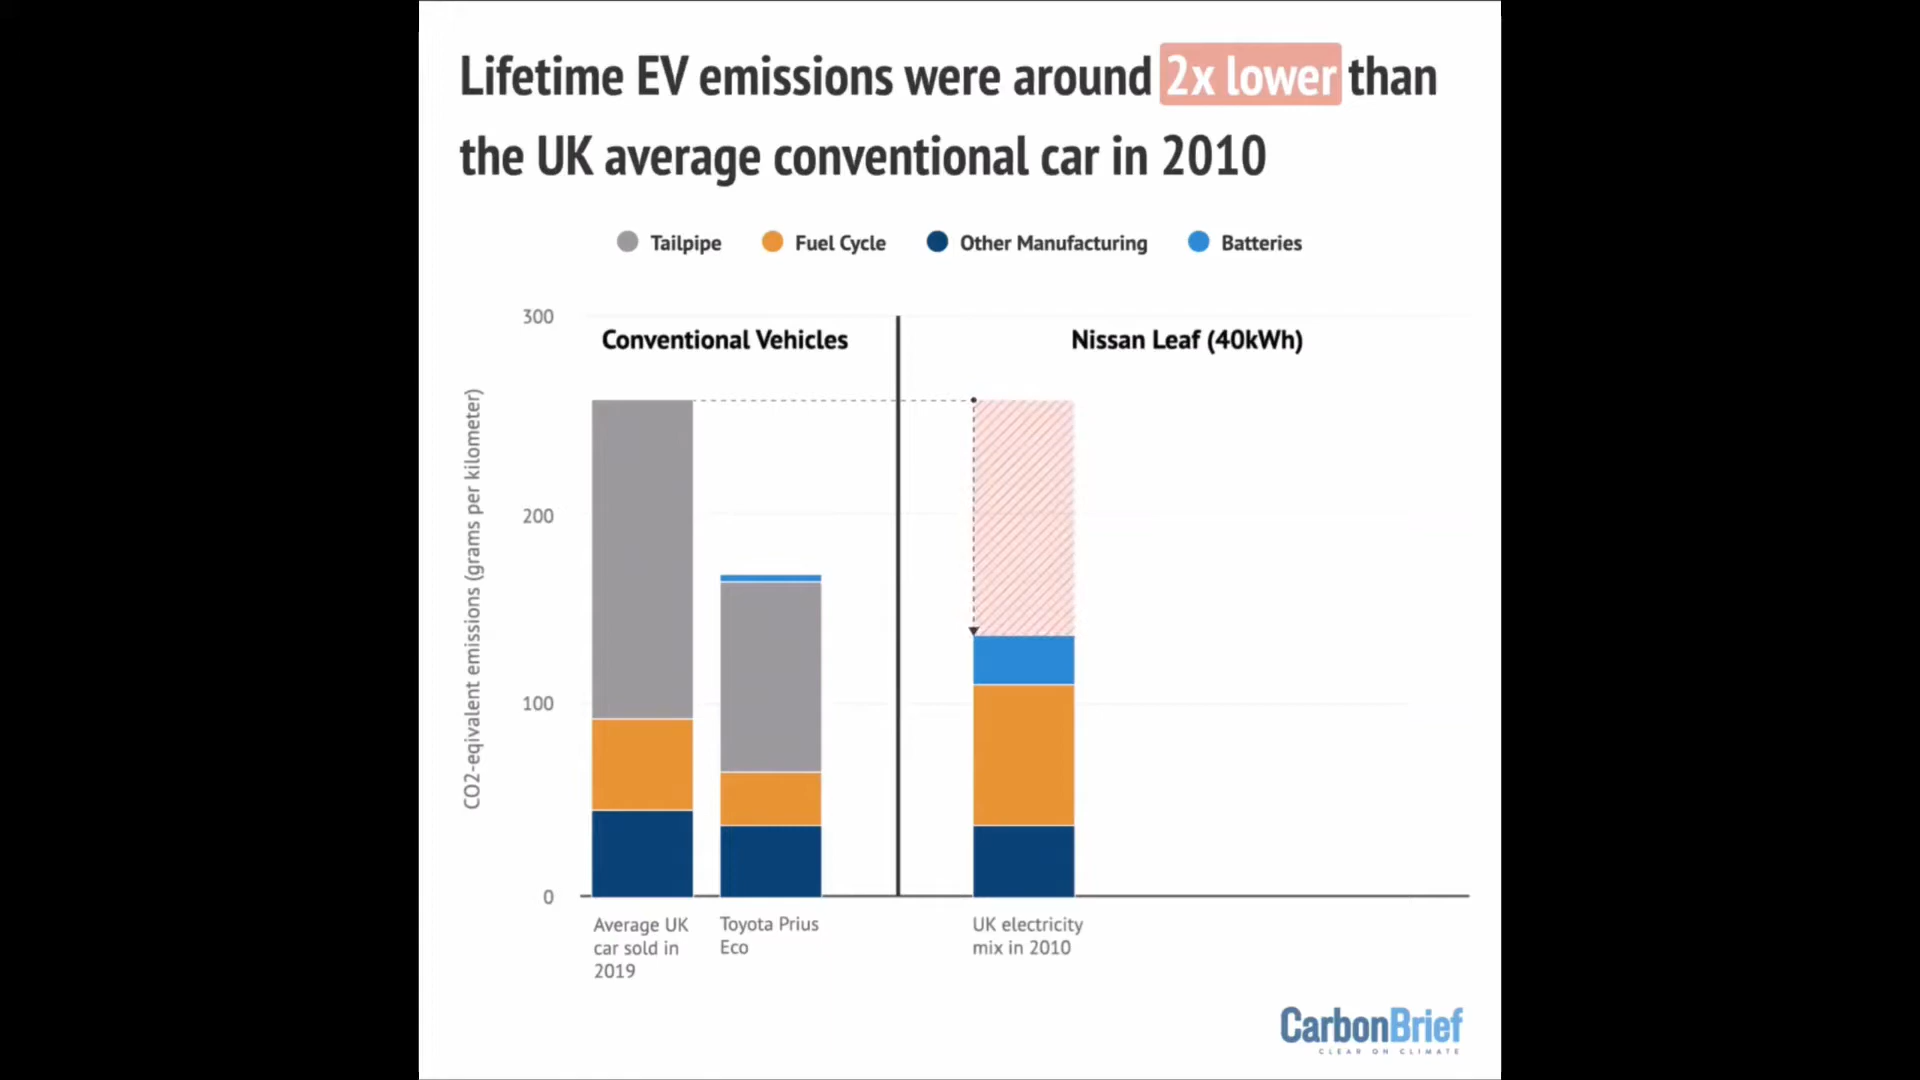 Lifetime EV emissions were around 2x lower than
the UK average conventional car in 2010
Tailpipe
Fuel Cycle
Other Manufacturing
Batteries
300
200
100
0
CO2-eqivalent emissions (grams per kilometer)
Conventional Vehicles
Nissan Leaf (40kWh)
Average UK
car sold in
2019
Toyota Prius
Eco
UK electricity
mix in 2010
CarbonBrief
CLEAR ON CLIMATE